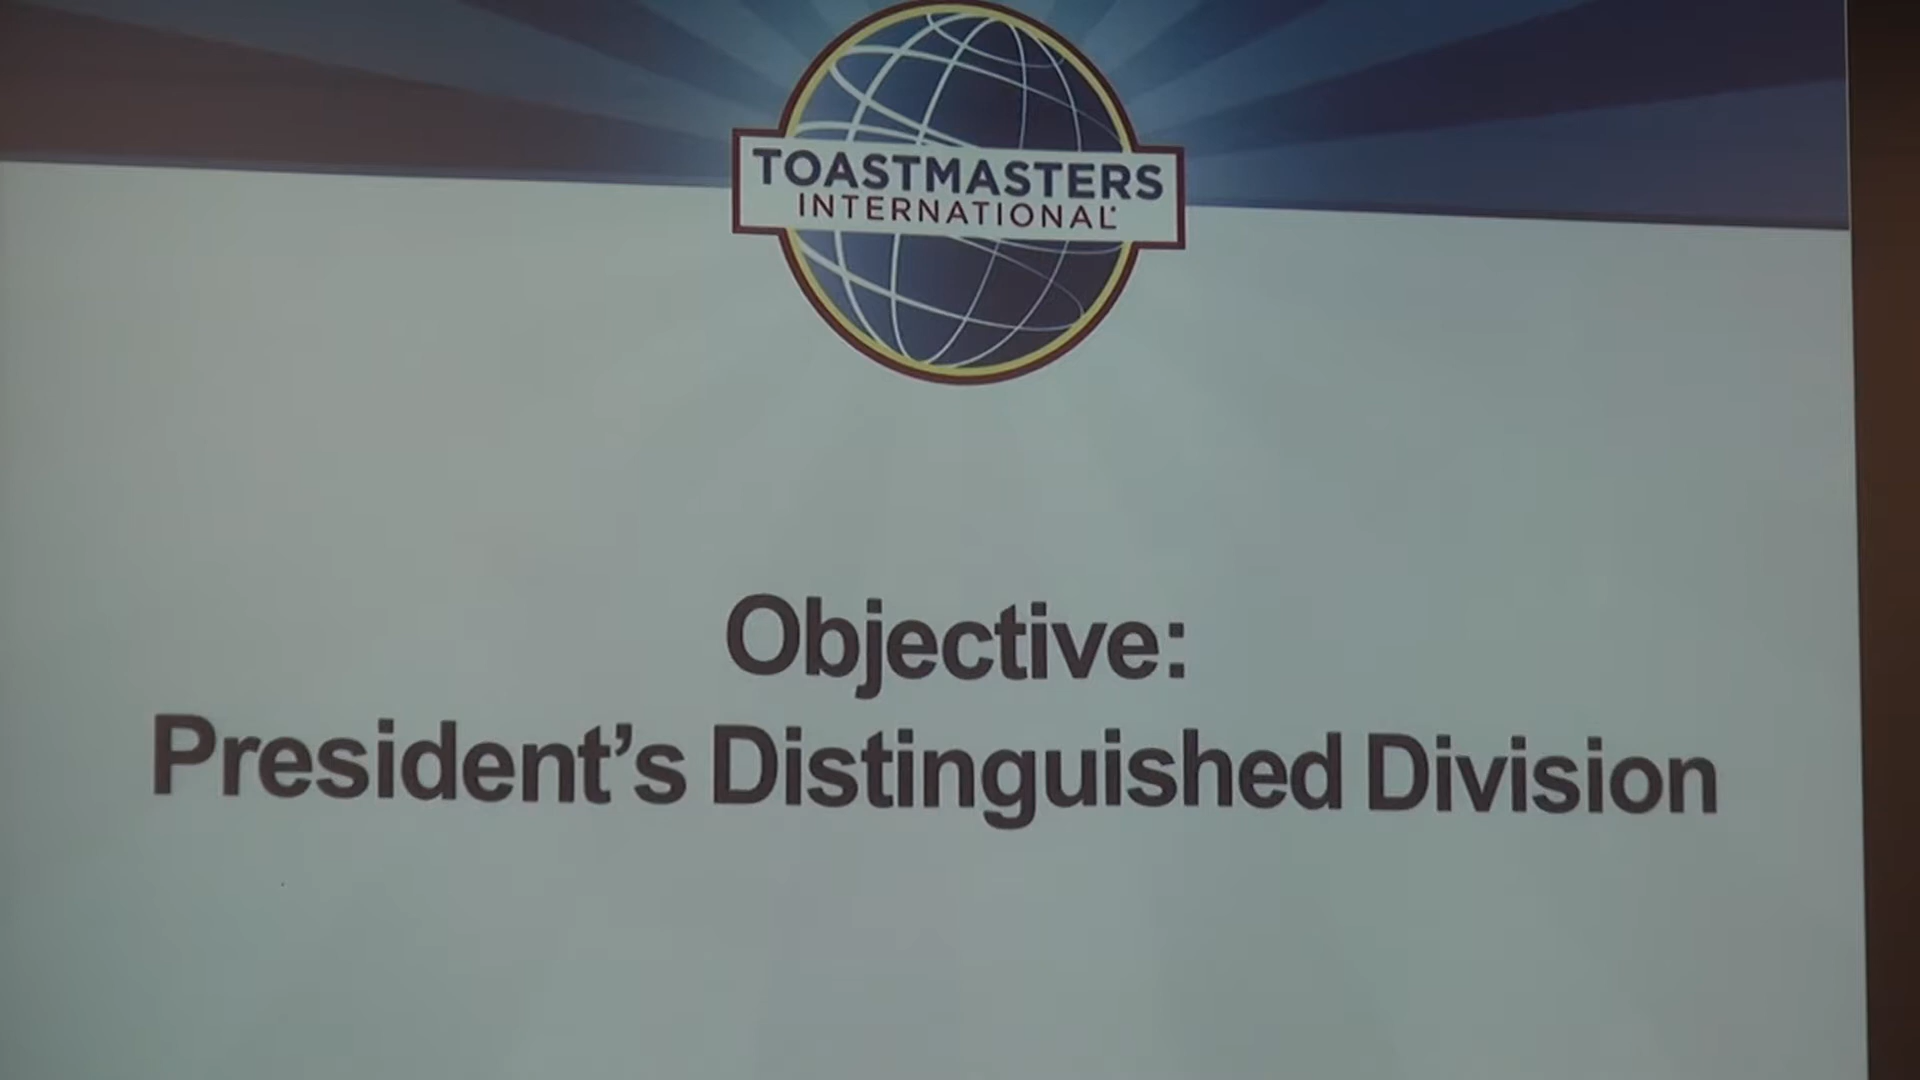 TOASTMASTERS
INTERNATIONAL
Objective:
President’s Distinguished Division